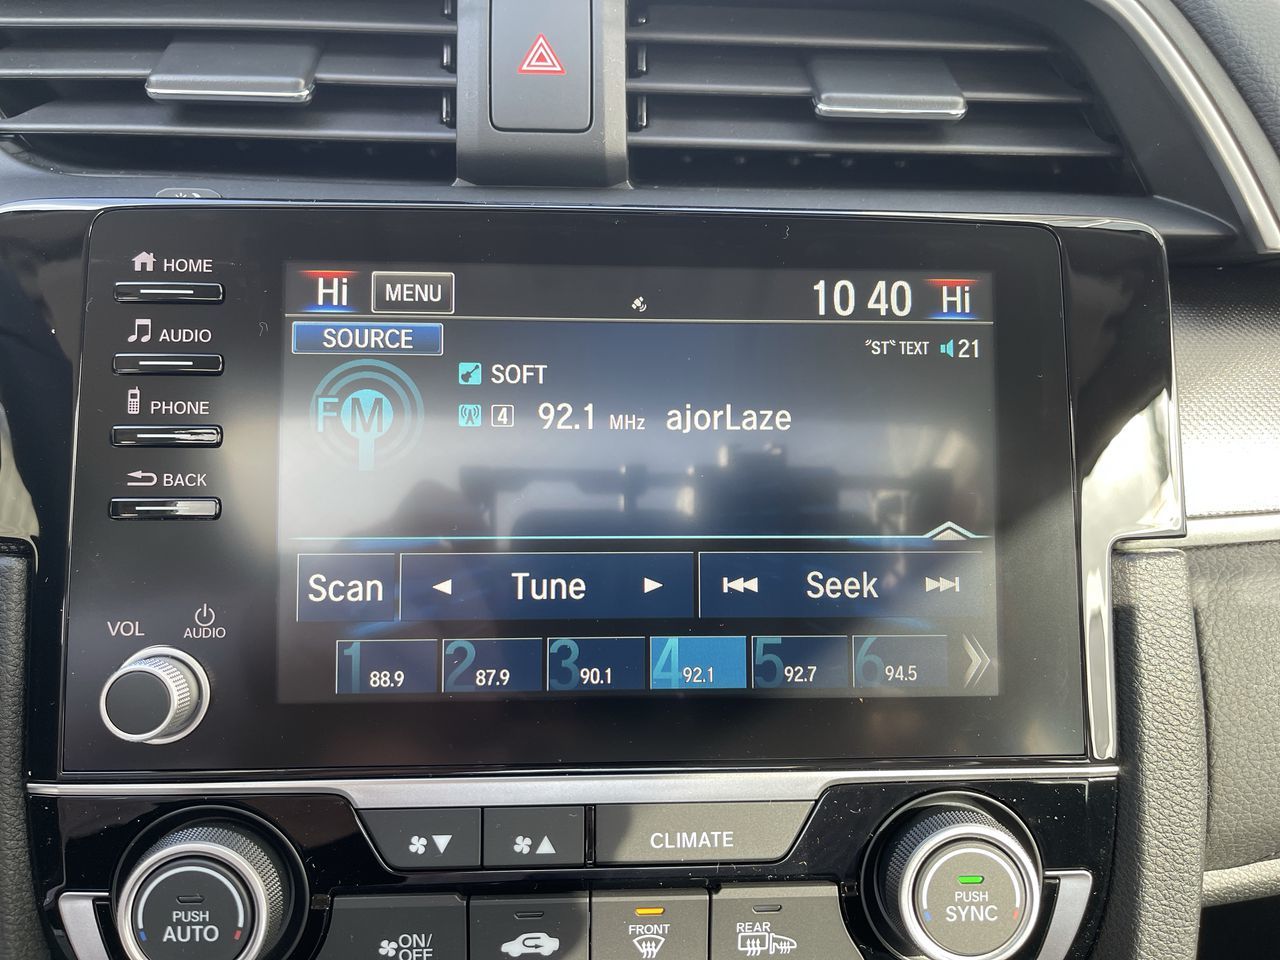 HOME
AUDIO
PHONE
BACK
VOL
AUDIO
Hi MENU 10 40 Hi
SOURCE
"ST" TEXT 21
FM
SOFT
4 92.1 MHz ajorLaze
Scan Tune Seek
1 88.9 2 87.9 3 90.1 4 92.1 5 92.7 6 94.5
CLIMATE
PUSH
AUTO
ON/
OFF
FRONT
REAR
PUSH
SYNC